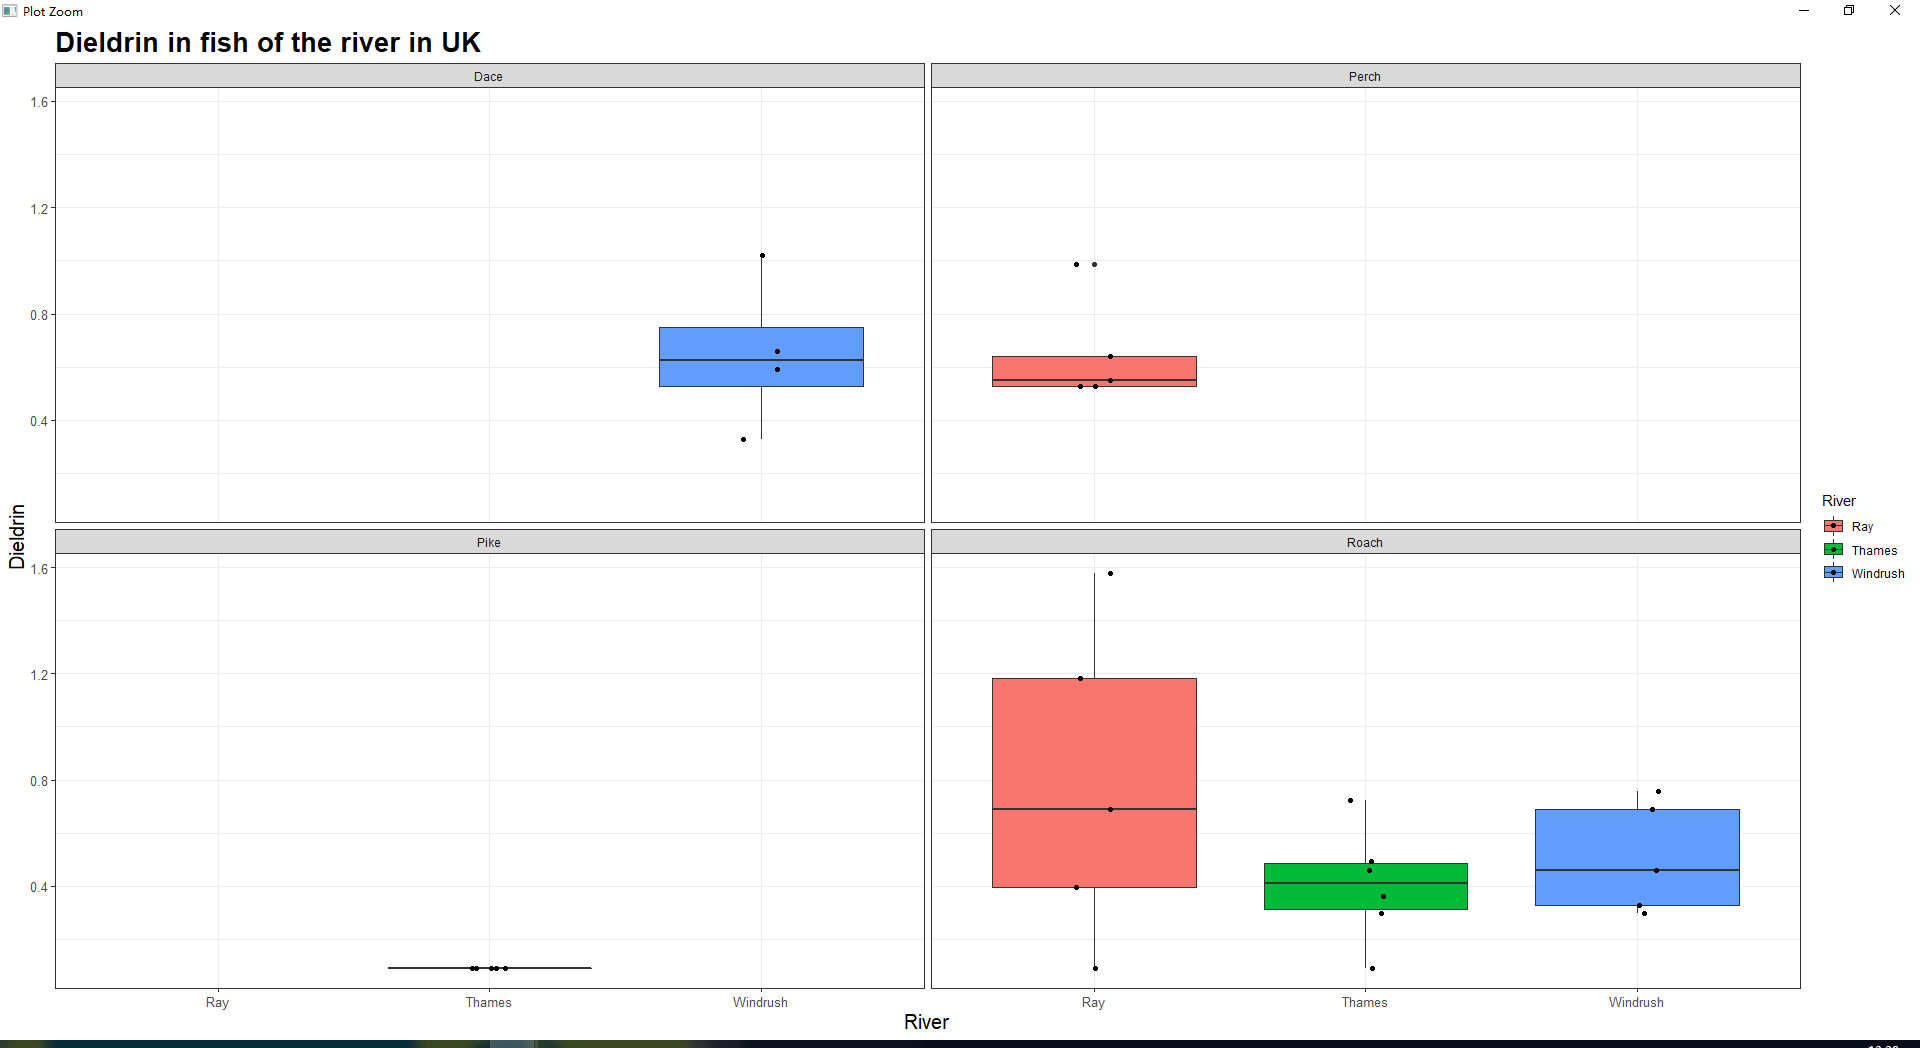 Plot Zoom
Dieldrin in fish of the river in UK
Dace
Perch
1.6
1.2
0.8
0.4
Dieldrin
Pike
Roach
1.6
1.2
0.8
0.4
Ray
Thames
Windrush
Ray
Thames
Windrush
River
River
Ray
Thames
Windrush